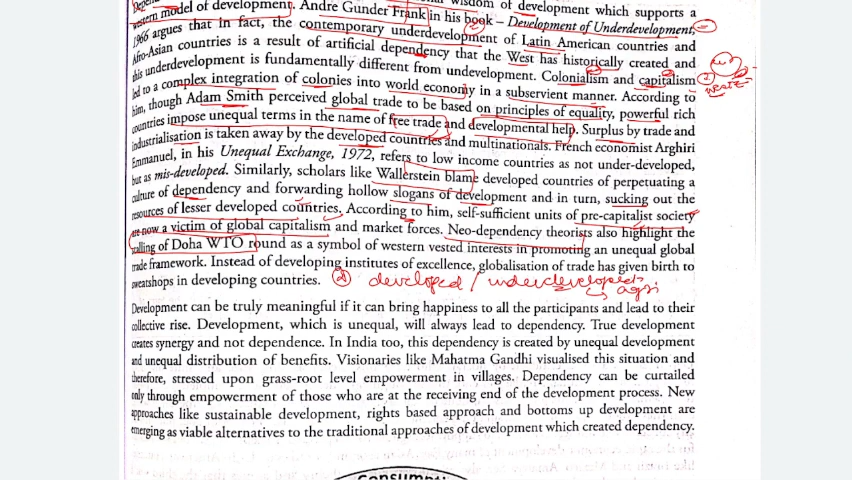 wisdom of development which supports a
western model of development. Andre Gunder Frank in his book – Development of Underdevelopment,
1966 argues that in fact, the contemporary underdevelopment of Latin American countries and
Afro-Asian countries is a result of artificial dependency that the West has historically created and
this underdevelopment is fundamentally different from undevelopment. Colonialism and capitalism
led to a complex integration of colonies into world economy in a subservient manner. According to
him, though Adam Smith perceived global trade to be based on principles of equality, powerful rich
countries impose unequal terms in the name of free trade and developmental help. Surplus by trade and
industrialisation is taken away by the developed countries and multinationals. French economist Arghiri
Emmanuel, in his Unequal Exchange, 1972, refers to low income countries as not under-developed,
but as mis-developed. Similarly, scholars like Wallerstein blame developed countries of perpetuating a
culture of dependency and forwarding hollow slogans of development and in turn, sucking out the
resources of lesser developed countries. According to him, self-sufficient units of pre-capitalist society
are now a victim of global capitalism and market forces. Neo-dependency theorists also highlight the
stalling of Doha WTO round as a symbol of western vested interests in promoting an unequal global
trade framework. Instead of developing institutes of excellence, globalisation of trade has given birth to
sweatshops in developing countries. developed /
agri
Development can be truly meaningful if it can bring happiness to all the participants and lead to their
collective rise. Development, which is unequal, will always lead to dependency. True development
creates synergy and not dependence. In India too, this dependency is created by unequal development
and unequal distribution of benefits. Visionaries like Mahatma Gandhi visualised this situation and
therefore, stressed upon grass-root level empowerment in villages. Dependency can be curtailed
only through empowerment of those who are at the receiving end of the development process. New
approaches like sustainable development, rights based approach and bottoms up development are
emerging as viable alternatives to the traditional approaches of development which created dependency.